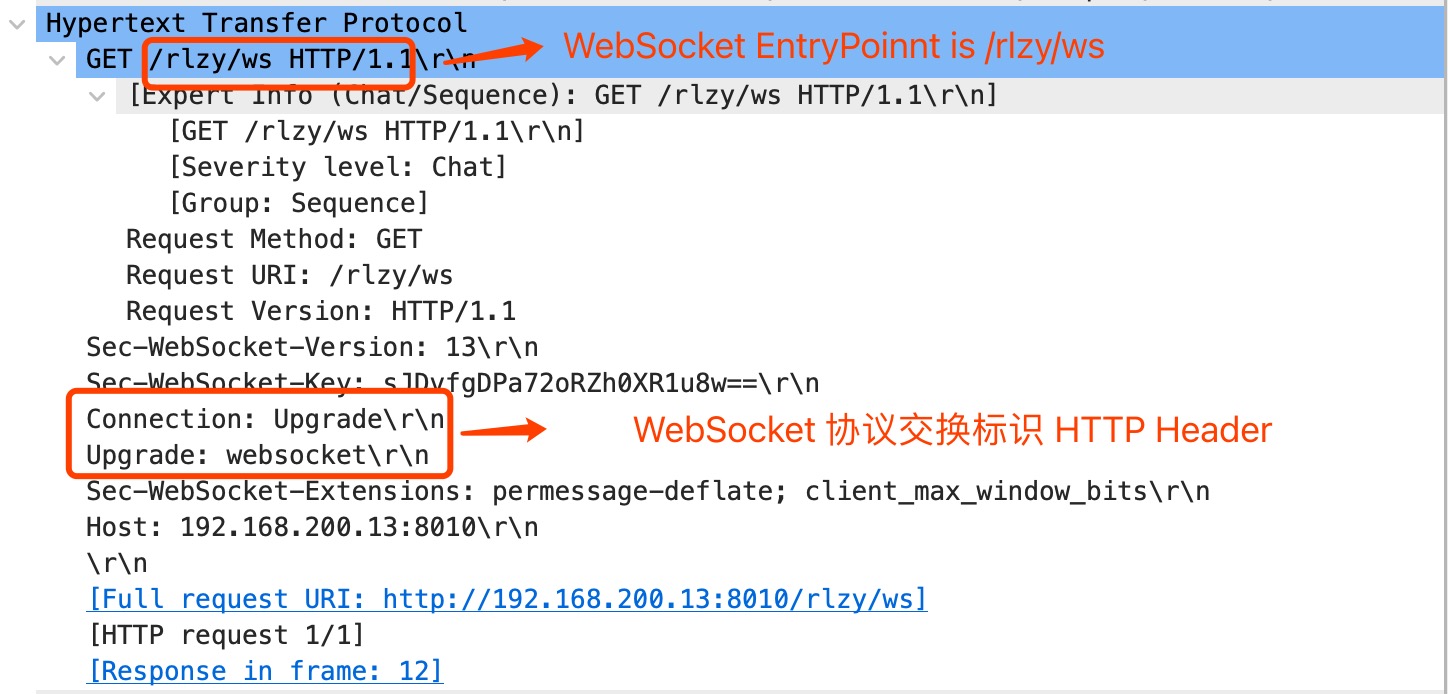 Hypertext Transfer Protocol
GET /rlzy/ws HTTP/1.1\r\n
WebSocket EntryPoinnt is /rlzy/ws
[Expert Info (Chat/Sequence): GET /rlzy/ws HTTP/1.1\r\n]
[GET /rlzy/ws HTTP/1.1\r\n]
[Severity level: Chat]
[Group: Sequence]
Request Method: GET
Request URI: /rlzy/ws
Request Version: HTTP/1.1
Sec-WebSocket-Version: 13\r\n
Sec-WebSocket-Key: sJDvfgDPa72oRZh0XR1u8w==\r\n
Connection: Upgrade\r\n
WebSocket 协议交换标识 HTTP Header
Upgrade: websocket\r\n
Sec-WebSocket-Extensions: permessage-deflate; client_max_window_bits\r\n
Host: 192.168.200.13:8010\r\n
\r\n
[Full request URI: http://192.168.200.13:8010/rlzy/ws]
[HTTP request 1/1]
[Response in frame: 12]